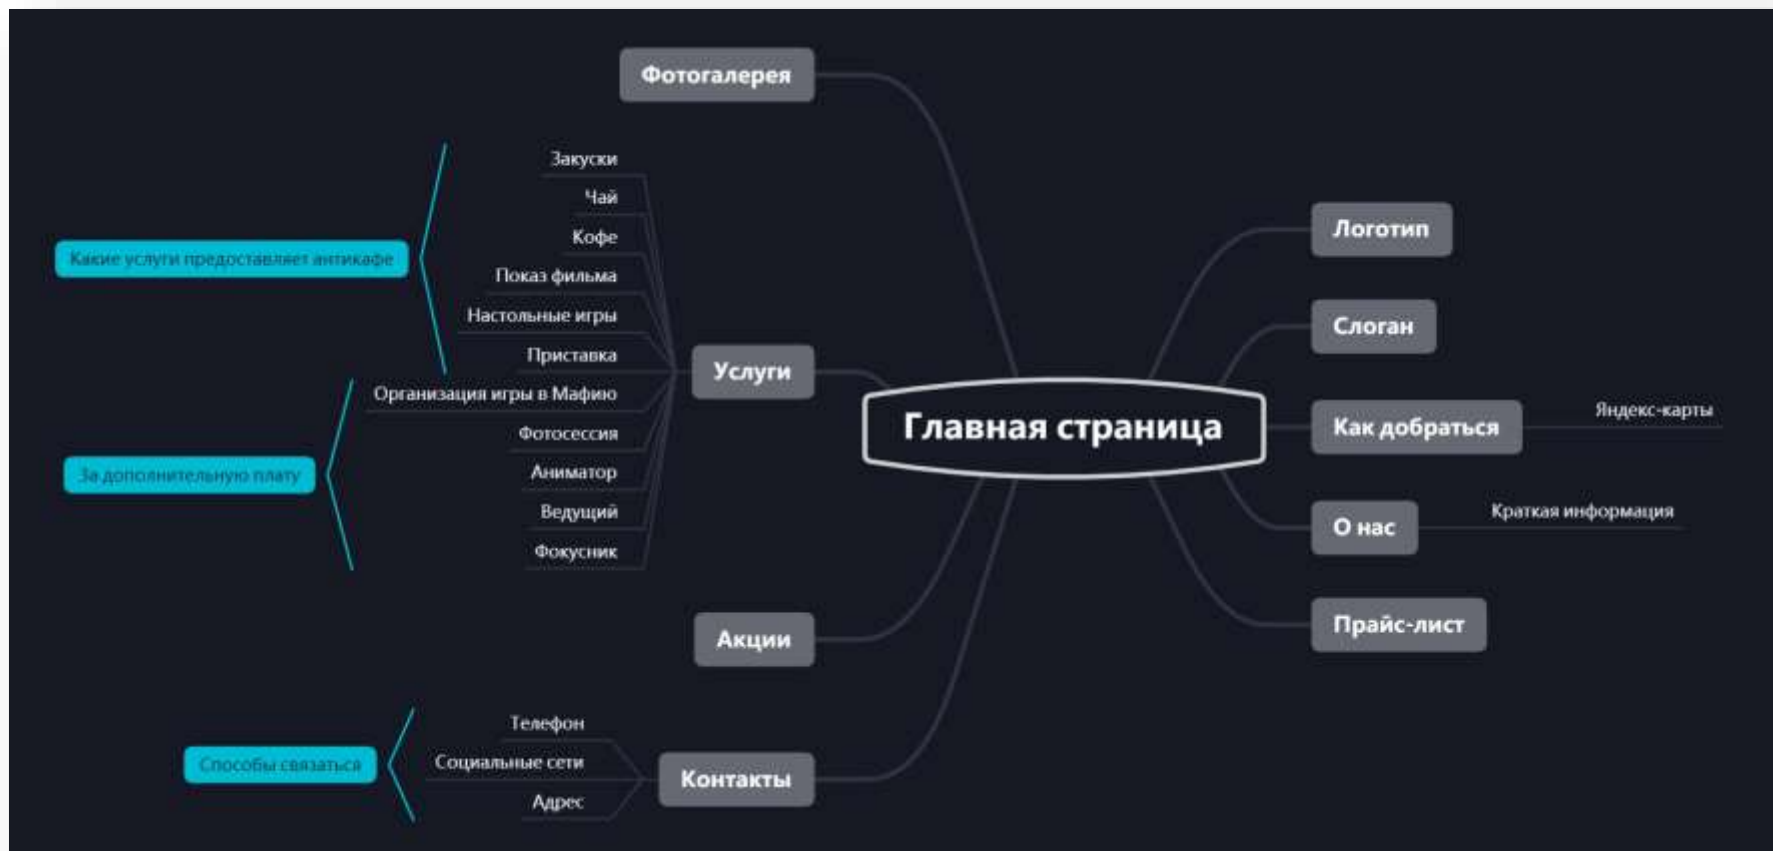 Фотогалерея
Закуски
Чай
Кофе
Показ фильма
Настольные игры
Приставка
Какие услуги предоставляет антикафе
Организация игры в Мафию
Фотосессия
Аниматор
Ведущий
Фокусник
За дополнительную плату
Услуги
Акции
Телефон
Социальные сети
Адрес
Способы связаться
Контакты
Главная страница
Логотип
Слоган
Как добраться
Яндекс-карты
О нас
Краткая информация
Прайс-лист